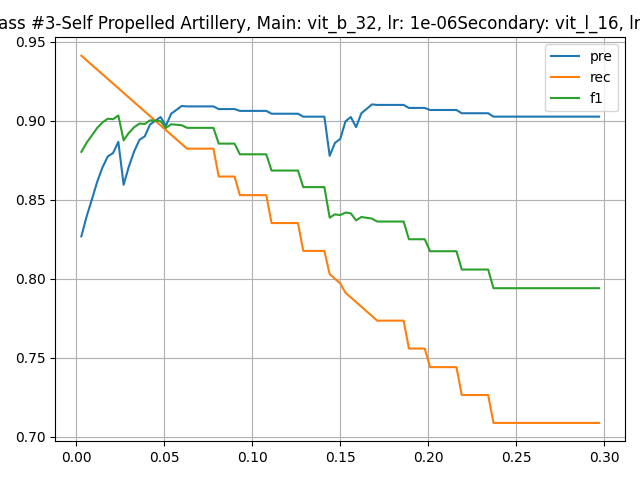 ass #3-Self Propelled Artillery, Main: vit_b_32, lr: 1e-06Secondary: vit_l_16, lr
0.95
0.90
0.85
0.80
0.75
0.70
pre
rec
f1
0.00 0.05 0.10 0.15 0.20 0.25 0.30